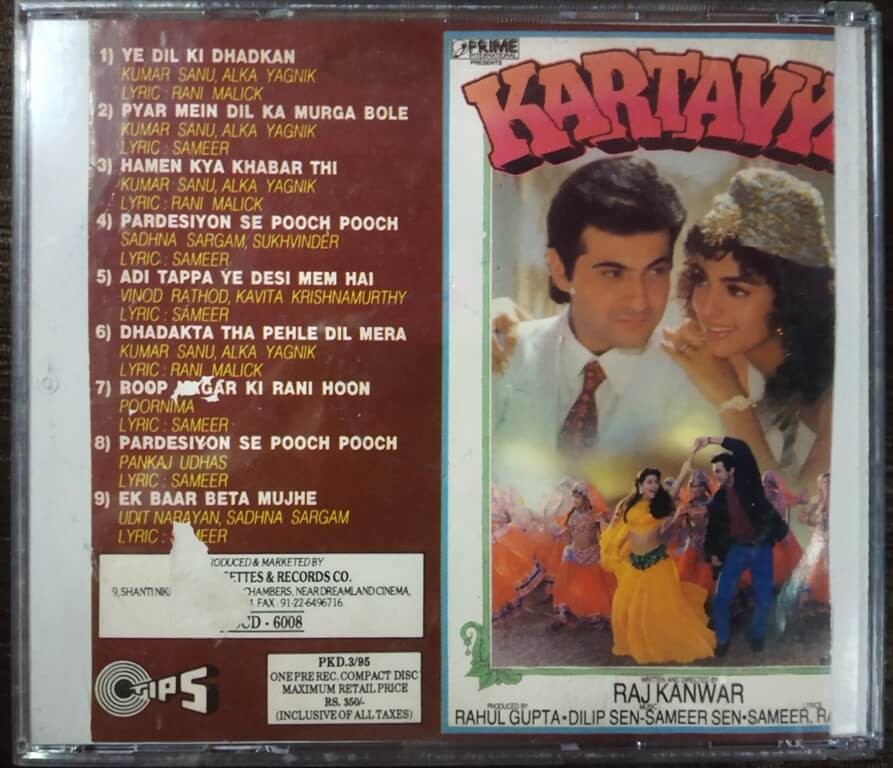 1) YE DIL KI DHADKAN
KUMAR SANU, ALKA YAGNIK
LYRIC : RANI MALICK
2) PYAR MEIN DIL KA MURGA BOLE
KUMAR SANU, ALKA YAGNIK
LYRIC : SAMEER
3) HAMEN KYA KHABAR THI
KUMAR SANU, ALKA YAGNIK
LYRIC : RANI MALICK
4) PARDESIYON SE POOCH POOCH
SADHNA SARGAM, SUKHVINDER
LYRIC : SAMEER
5) ADI TAPPA YE DESI MEM HAI
VINOD RATHOD, KAVITA KRISHNAMURTHY
LYRIC : SAMEER
6) DHADAKTA THA PEHLE DIL MERA
KUMAR SANU, ALKA YAGNIK
LYRIC : RANI MALICK
7) ROOP KI RANI HOON
POORNIMA
LYRIC : SAMEER
8) PARDESIYON SE POOCH POOCH
PANKAJ UDHAS
LYRIC : SAMEER
9) EK BAAR BETA MUJHE
UDIT NARAYAN, SADHNA SARGAM
LYRIC :
& MARKETED BY
& RECORDS CO.
9, CHAMBERS, NEAR DREAMLAND CINEMA,
FAX : 91-22-6496716
- 6008
TIPS
PKD.3/95
ONE PRE REC. COMPACT DISC
MAXIMUM RETAIL PRICE
RS. 350/-
(INCLUSIVE OF ALL TAXES)
PRIME
INTERNATIONAL
PRESENTS
KARTAVY
WRITTEN AND DIRECTED BY
RAJ KANWAR
PRODUCED BY MUSIC LYRICS
RAHUL GUPTA • DILIP SEN-SAMEER SEN • SAMEER, RA